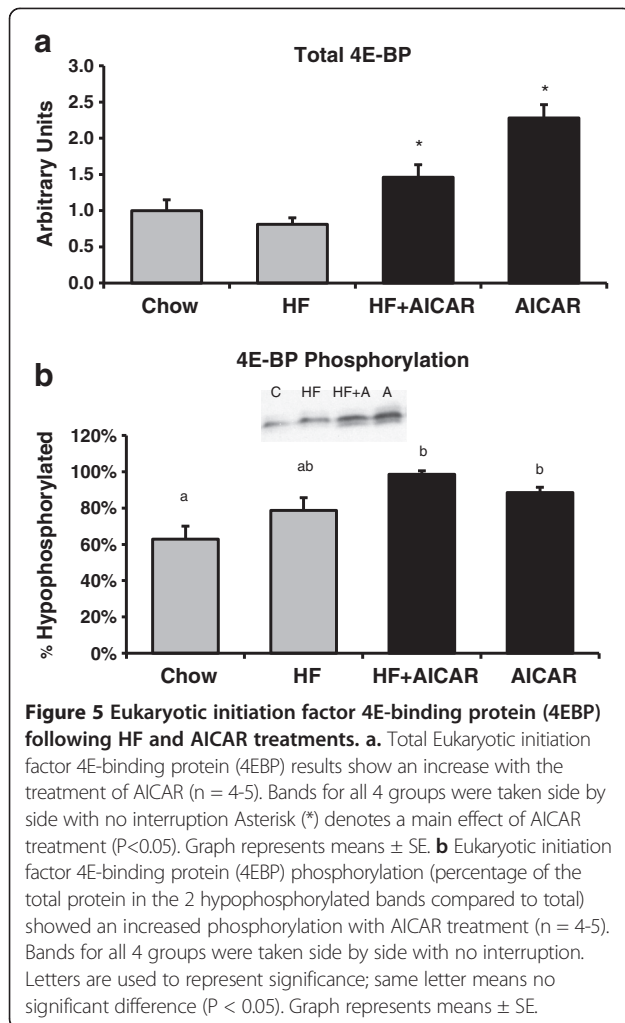 a
Total 4E-BP
3.0
2.5
2.0
1.5
1.0
0.5
0.0
Arbitrary Units
*
*
Chow HF HF+AICAR AICAR
b
4E-BP Phosphorylation
C HF HF+A A
120%
100%
80%
60%
40%
20%
0%
% Hypophosphorylated
a
ab
b
b
Chow HF HF+AICAR AICAR
Figure 5 Eukaryotic initiation factor 4E-binding protein (4EBP)
following HF and AICAR treatments. a. Total Eukaryotic initiation
factor 4E-binding protein (4EBP) results show an increase with the
treatment of AICAR (n = 4-5). Bands for all 4 groups were taken side by
side with no interruption Asterisk (*) denotes a main effect of AICAR
treatment (P<0.05). Graph represents means ± SE. b Eukaryotic initiation
factor 4E-binding protein (4EBP) phosphorylation (percentage of the
total protein in the 2 hypophosphorylated bands compared to total)
showed an increased phosphorylation with AICAR treatment (n = 4-5).
Bands for all 4 groups were taken side by side with no interruption.
Letters are used to represent significance; same letter means no
significant difference (P < 0.05). Graph represents means ± SE.